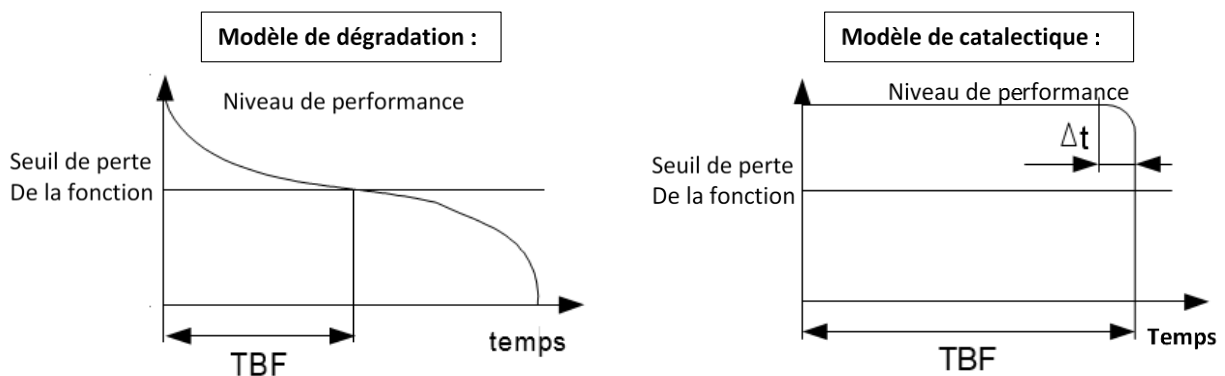 Modèle de dégradation :
Niveau de performance
Seuil de perte
De la fonction
temps
TBF
Modèle de catalectique :
Niveau de performance
Δt
Seuil de perte
De la fonction
Temps
TBF